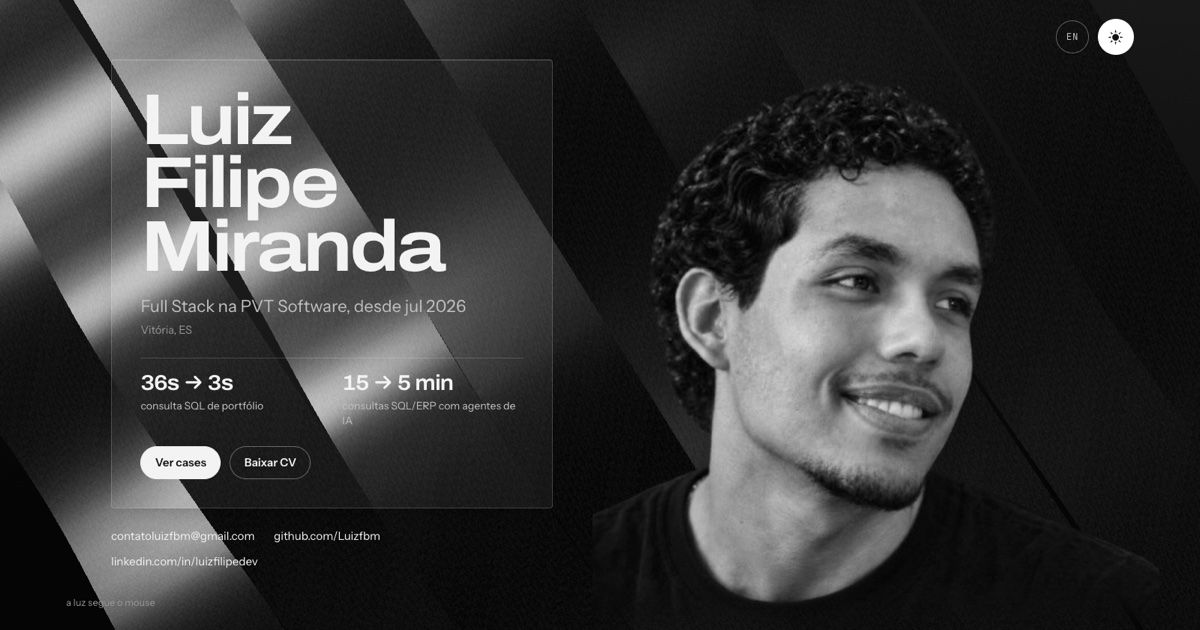 EN
Luiz
Filipe
Miranda
Full Stack na PVT Software, desde jul 2026
Vitória, ES
36s → 3s
consulta SQL de portfólio
15 → 5 min
consultas SQL/ERP com agentes de
IA
Ver cases
Baixar CV
contatoluizfbm@gmail.com
github.com/Luizfbm
linkedin.com/in/luizfilipedev
a luz segue o mouse